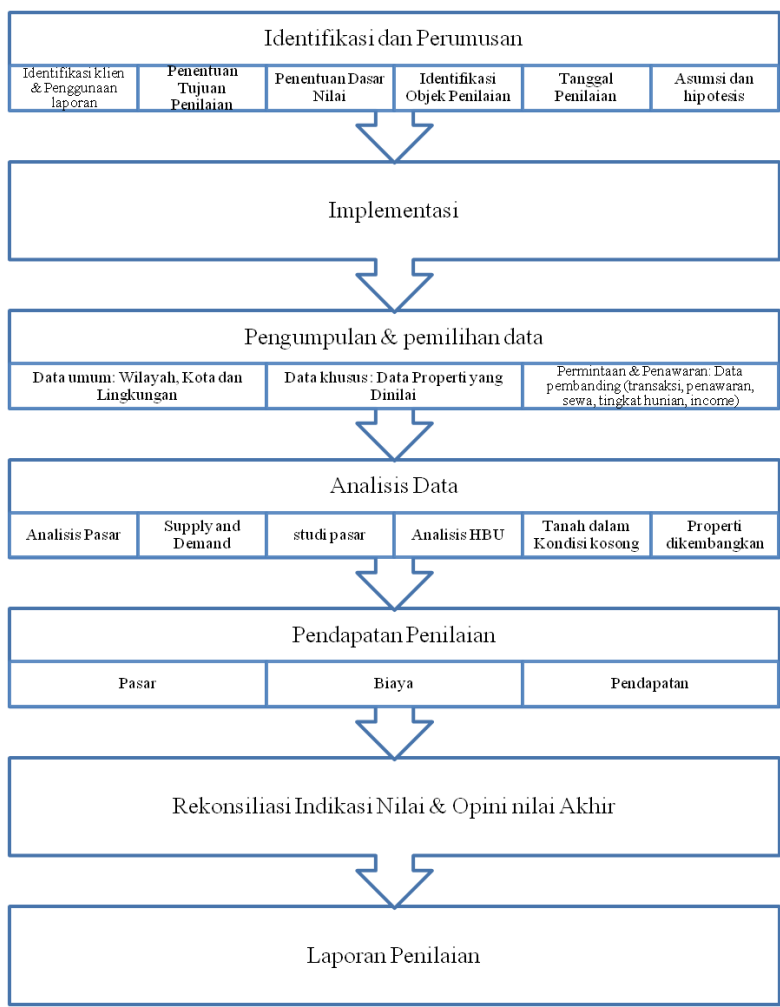 Identifikasi dan Perumusan
Identifikasi klien
& Penggunaan
laporan
Penentuan
Tujuan
Penilaian
Penentuan Dasar
Nilai
Identifikasi
Objek Penilaian
Tanggal
Penilaian
Asumsi dan
hipotesis
Implementasi
Pengumpulan & pemilihan data
Data umum: Wilayah, Kota dan
Lingkungan
Data khusus : Data Properti yang
Dinilai
Permintaan & Penawaran: Data
pembanding (transaksi, penawaran,
sewa, tingkat hunian, income)
Analisis Data
Analisis Pasar
Supply and
Demand
studi pasar
Analisis HBU
Tanah dalam
Kondisi kosong
Properti
dikembangkan
Pendapatan Penilaian
Pasar
Biaya
Pendapatan
Rekonsiliasi Indikasi Nilai & Opini nilai Akhir
Laporan Penilaian